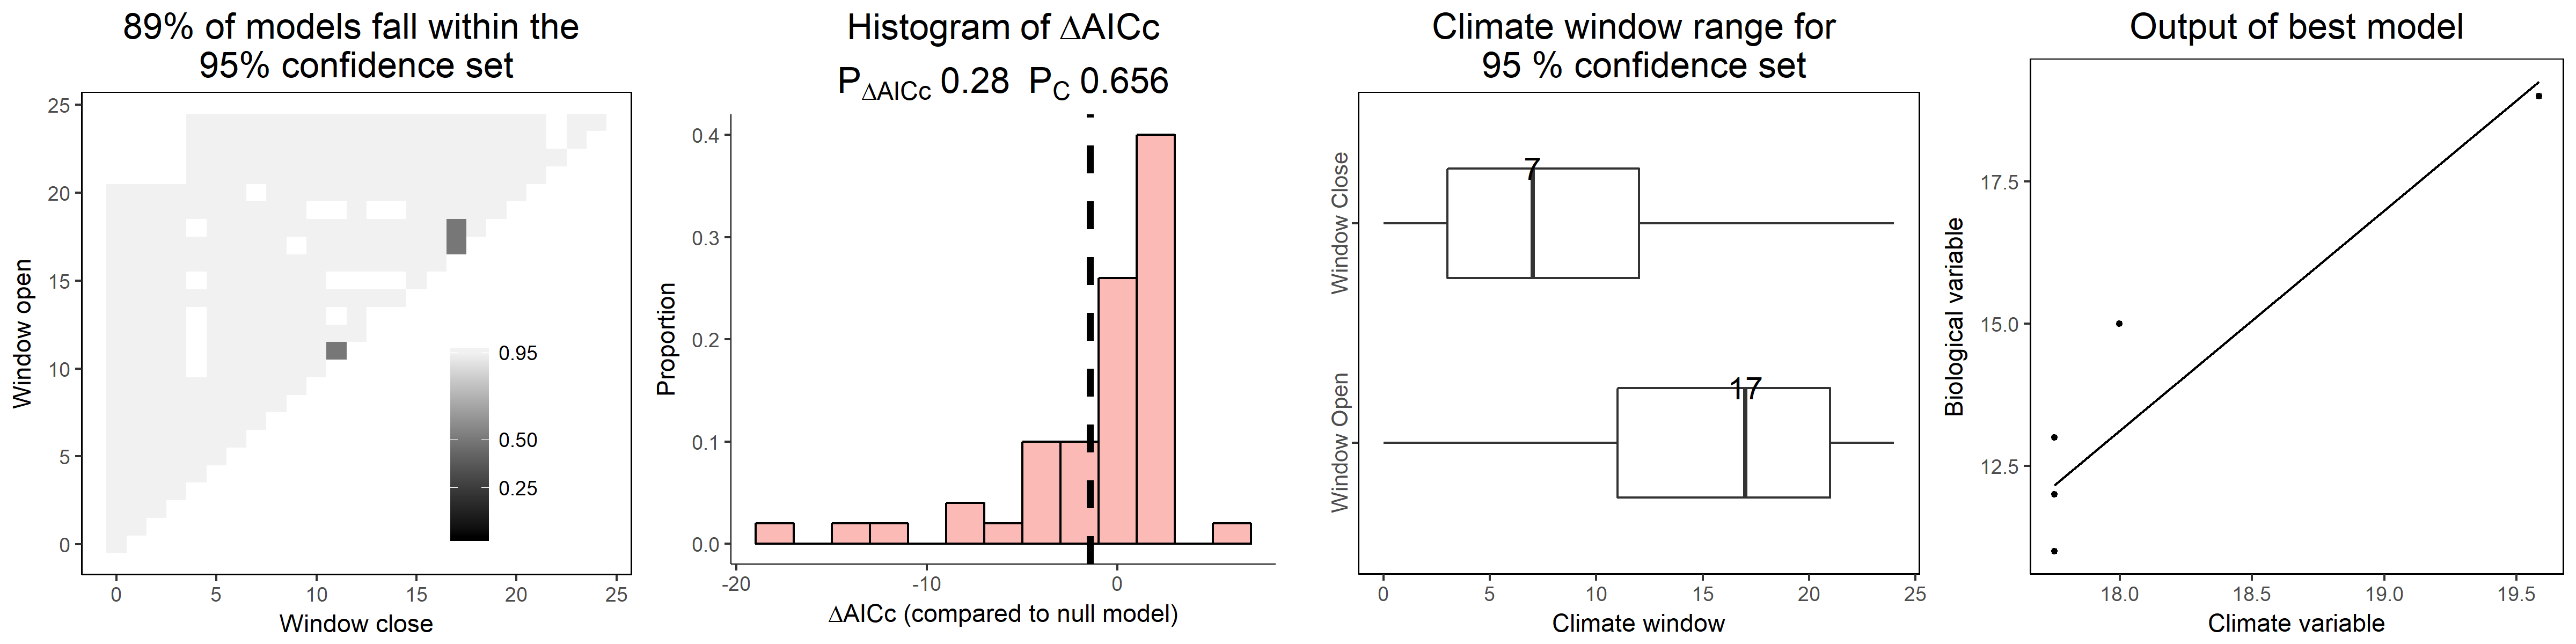 89% of models fall within the
95% confidence set
Window open
25
20
15
10
5
0
0.95
0.50
0.25
0 5 10 15 20 25
Window close
Histogram of ΔAICc
PΔAICc 0.28 PC 0.656
Proportion
0.4
0.3
0.2
0.1
0.0
-20 -10 0
ΔAICc (compared to null model)
Climate window range for
95 % confidence set
Window Close
7
Window Open
17
0 5 10 15 20 25
Climate window
Output of best model
Biological variable
17.5
15.0
12.5
18.0 18.5 19.0 19.5
Climate variable